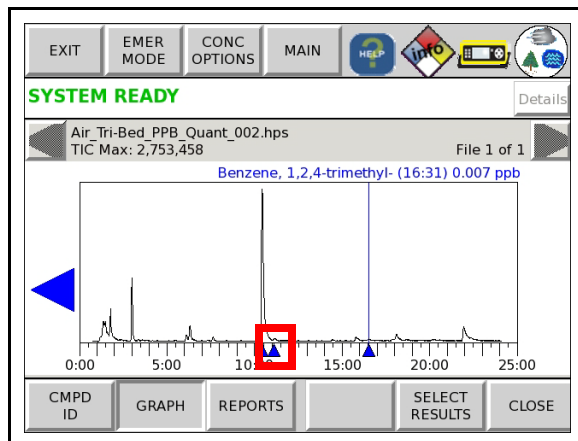 EXIT
EMER
MODE
CONC
OPTIONS
MAIN
HELP
info
SYSTEM READY
Details
Air_Tri-Bed_PPB_Quant_002.hps
TIC Max: 2,753,458
File 1 of 1
Benzene, 1,2,4-trimethyl- (16:31) 0.007 ppb
0:00 5:00 15:00 20:00 25:00
CMPD
ID
GRAPH
REPORTS
SELECT
RESULTS
CLOSE